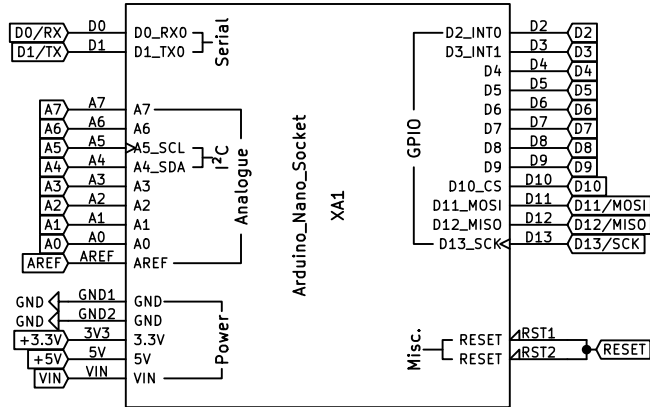 D0/RX D0 D0_RX0
D1/TX D1 D1_TX0
Serial
A7 A7 A7
A6 A6 A6
A5 A5 A5_SCL
A4 A4 A4_SDA
I²C
A3 A3 A3
A2 A2 A2
A1 A1 A1
A0 A0 A0
AREF AREF AREF
Analogue
GND GND1 GND
GND GND2 GND
+3.3V 3V3 3.3V
+5V 5V 5V
VIN VIN VIN
Power
Arduino_Nano_Socket
XA1
GPIO
D2_INT0 D2 D2
D3_INT1 D3 D3
D4 D4 D4
D5 D5 D5
D6 D6 D6
D7 D7 D7
D8 D8 D8
D9 D9 D9
D10_CS D10 D10
D11_MOSI D11 D11/MOSI
D12_MISO D12 D12/MISO
D13_SCK D13 D13/SCK
Misc.
RESET RST1
RESET RST2
RESET